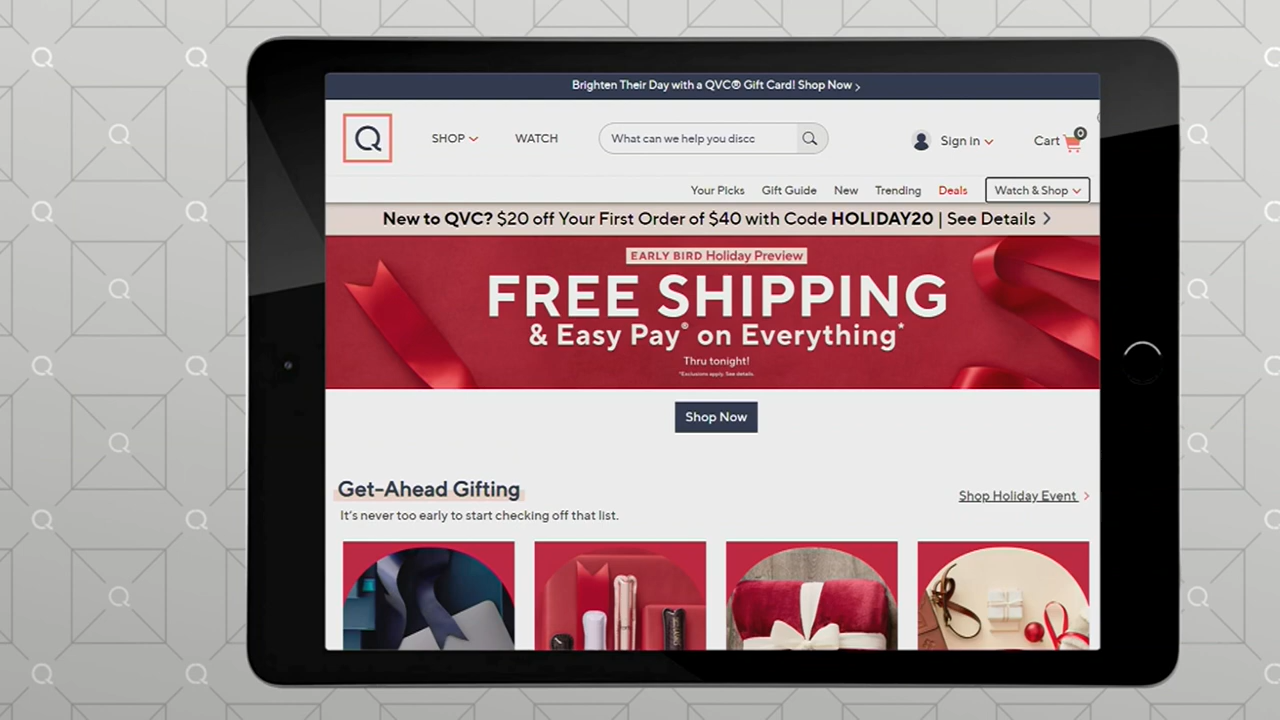 Brighten Their Day with a QVC® Gift Card! Shop Now >
Q
SHOP
WATCH
What can we help you discc
Sign in
Cart
0
Your Picks
Gift Guide
New
Trending
Deals
Watch & Shop
New to QVC? $20 off Your First Order of $40 with Code HOLIDAY20 | See Details >
EARLY BIRD Holiday Preview
FREE SHIPPING
& Easy Pay® on Everything*
Thru tonight!
*Exclusions apply. See details.
Shop Now
Get-Ahead Gifting
Shop Holiday Event >
It's never too early to start checking off that list.